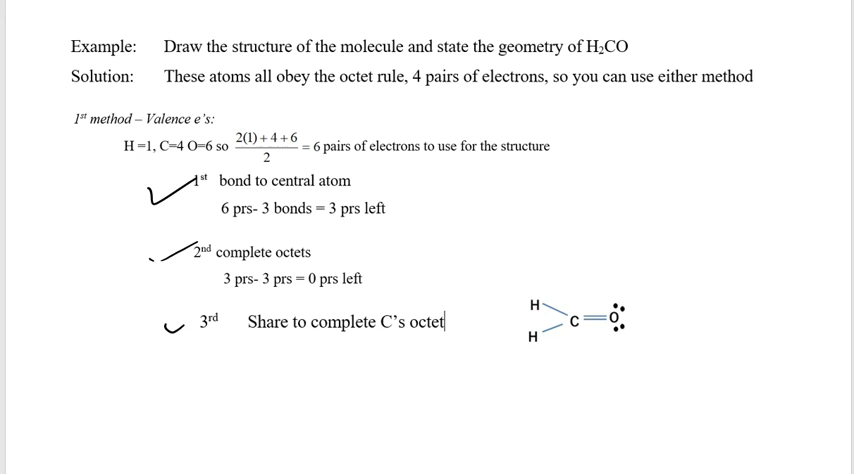 Example: Draw the structure of the molecule and state the geometry of H₂CO
Solution: These atoms all obey the octet rule, 4 pairs of electrons, so you can use either method
1ˢᵗ method – Valence e's:
H =1, C=4 O=6 so (2(1) + 4 + 6)/2 = 6 pairs of electrons to use for the structure
1ˢᵗ bond to central atom
6 prs- 3 bonds = 3 prs left
2ⁿᵈ complete octets
3 prs- 3 prs = 0 prs left
3ʳᵈ Share to complete C's octet
H
C=O
H